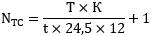 N_TC = (T × K) / (t × 24,5 × 12) + 1